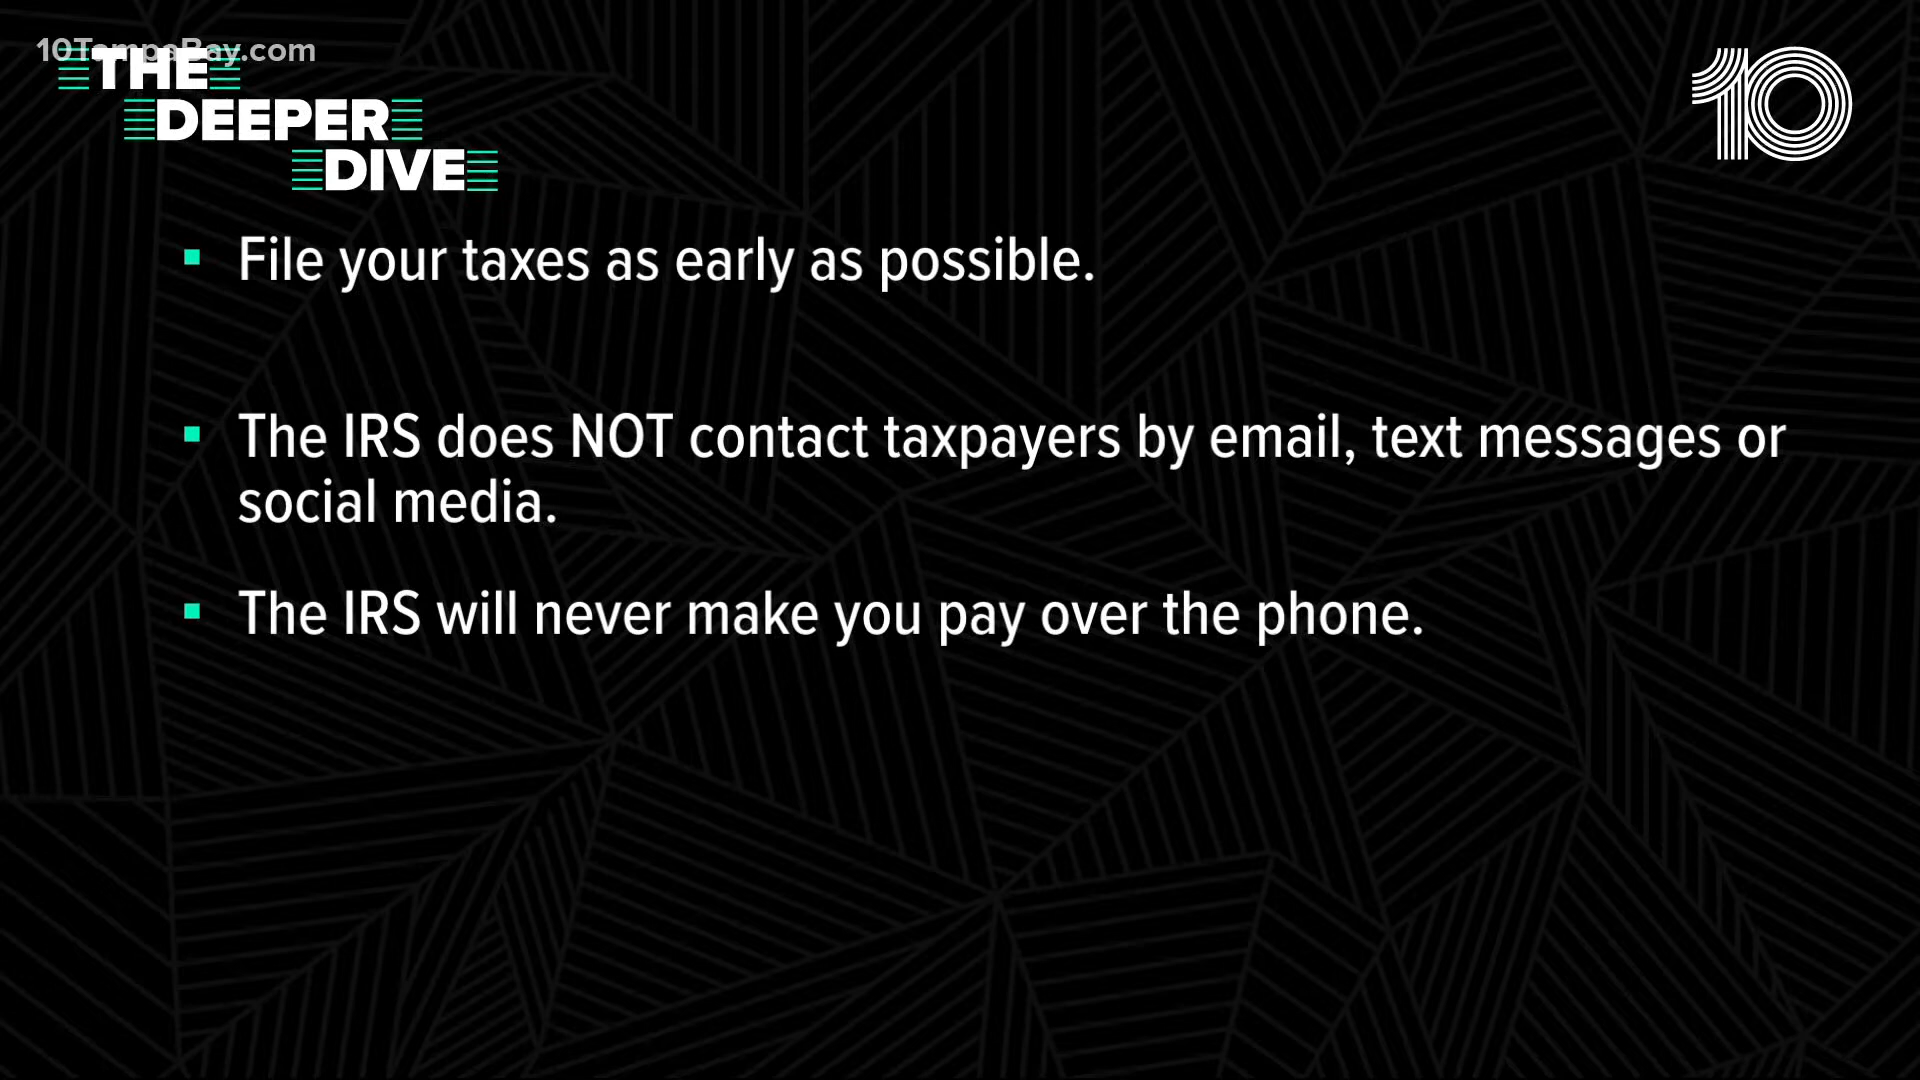 10TampaBay.com
THE
DEEPER
DIVE
10
File your taxes as early as possible.
The IRS does NOT contact taxpayers by email, text messages or
social media.
The IRS will never make you pay over the phone.